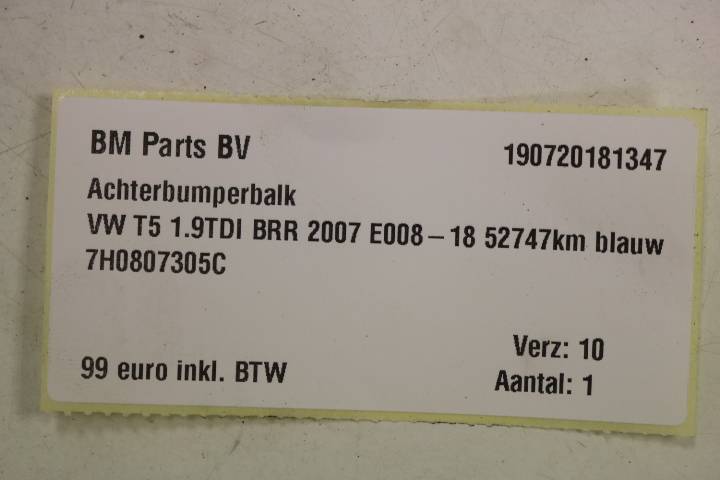 BM Parts BV 190720181347
Achterbumperbalk
VW T5 1.9TDI BRR 2007 E008-18 52747km blauw
7H0807305C
Verz: 10
99 euro inkl. BTW Aantal: 1